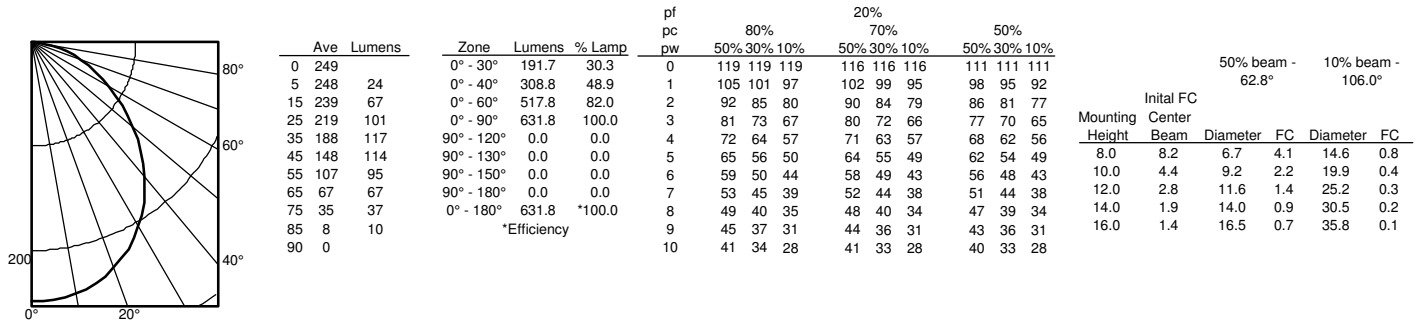 80°
60°
200
40°
0°
20°
Ave Lumens
0 249
5 248 24
15 239 67
25 219 101
35 188 117
45 148 114
55 107 95
65 67 67
75 35 37
85 8 10
90 0
Zone Lumens % Lamp
0° - 30° 191.7 30.3
0° - 40° 308.8 48.9
0° - 60° 517.8 82.0
0° - 90° 631.8 100.0
90° - 120° 0.0 0.0
90° - 130° 0.0 0.0
90° - 150° 0.0 0.0
90° - 180° 0.0 0.0
0° - 180° 631.8 *100.0
*Efficiency
pf 20%
pc 80% 70% 50%
pw 50% 30% 10% 50% 30% 10% 50% 30% 10%
0 119 119 119 116 116 116 111 111 111
1 105 101 97 102 99 95 98 95 92
2 92 85 80 90 84 79 86 81 77
3 81 73 67 80 72 66 77 70 65
4 72 64 57 71 63 57 68 62 56
5 65 56 50 64 55 49 62 54 49
6 59 50 44 58 49 43 56 48 43
7 53 45 39 52 44 38 51 44 38
8 49 40 35 48 40 34 47 39 34
9 45 37 31 44 36 31 43 36 31
10 41 34 28 41 33 28 40 33 28
50% beam - 10% beam -
62.8° 106.0°
Inital FC
Mounting Center
Height Beam Diameter FC Diameter FC
8.0 8.2 6.7 4.1 14.6 0.8
10.0 4.4 9.2 2.2 19.9 0.4
12.0 2.8 11.6 1.4 25.2 0.3
14.0 1.9 14.0 0.9 30.5 0.2
16.0 1.4 16.5 0.7 35.8 0.1